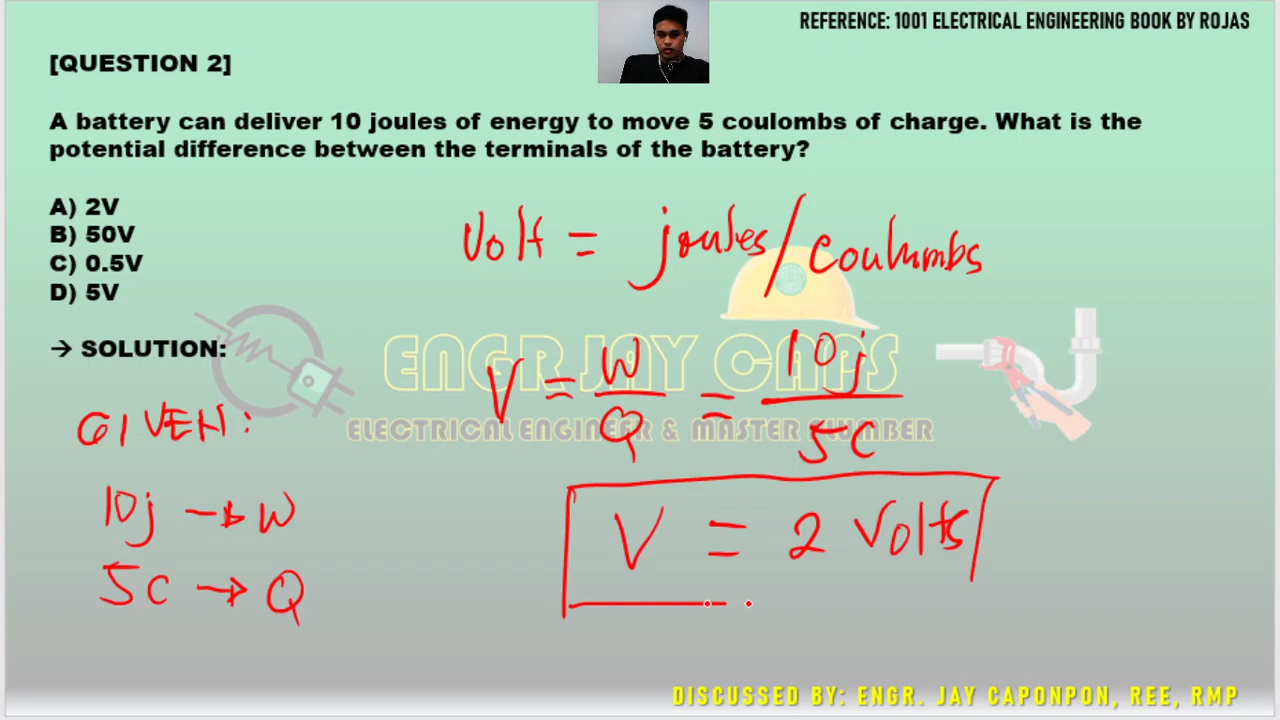 REFERENCE: 1001 ELECTRICAL ENGINEERING BOOK BY ROJAS
[QUESTION 2]
A battery can deliver 10 joules of energy to move 5 coulombs of charge. What is the
potential difference between the terminals of the battery?
A) 2V
B) 50V
C) 0.5V
D) 5V
→ SOLUTION:
Volt = joules/coulumbs
ENGR JAY CAPS
ELECTRICAL ENGINEER & MASTER PLUMBER
V = W/Q = 10j/5C
V = 2 Volts
GIVEN:
10j → W
5C → Q
DISCUSSED BY: ENGR. JAY CAPONPON, REE, RMP